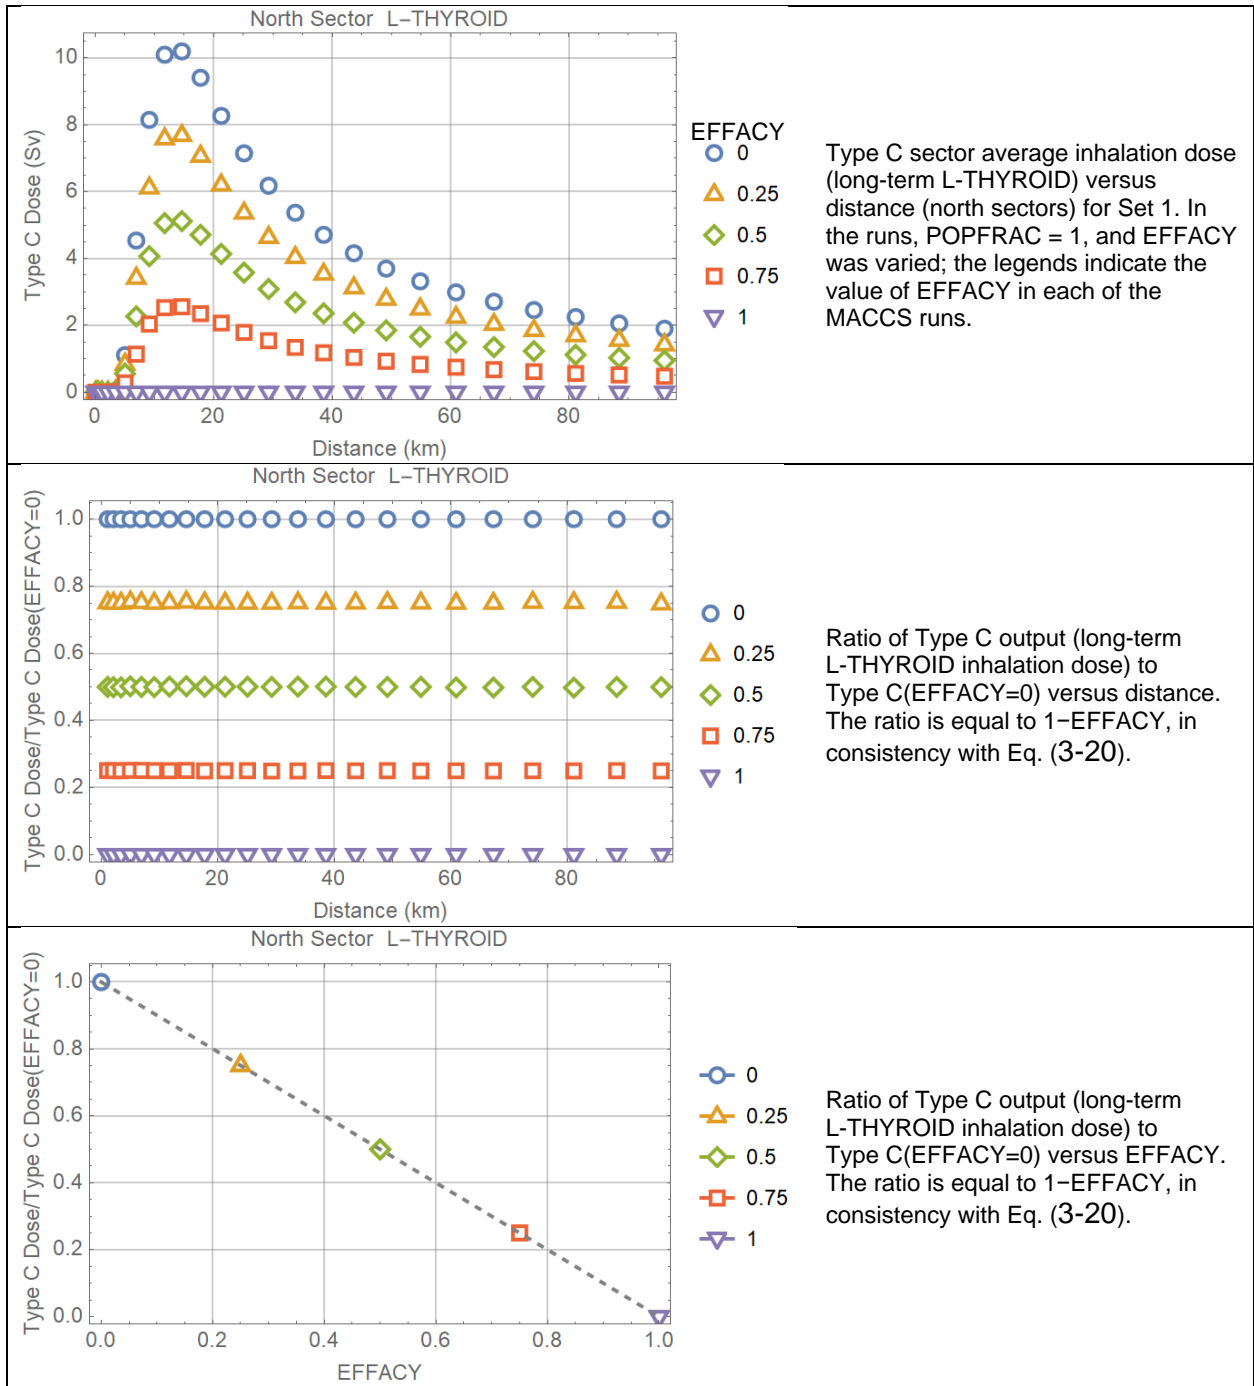 North Sector  L−THYROID
10
8
6
4
2
0
Type C Dose (Sv)
0
20
40
60
80
Distance (km)
EFFACY
0
0.25
0.5
0.75
1
Type C sector average inhalation dose
(long-term L-THYROID) versus
distance (north sectors) for Set 1. In
the runs, POPFRAC = 1, and EFFACY
was varied; the legends indicate the
value of EFFACY in each of the
MACCS runs.
North Sector  L−THYROID
1.0
0.8
0.6
0.4
0.2
0.0
Type C Dose/Type C Dose(EFFACY=0)
0
20
40
60
80
Distance (km)
0
0.25
0.5
0.75
1
Ratio of Type C output (long-term
L-THYROID inhalation dose) to
Type C(EFFACY=0) versus distance.
The ratio is equal to 1−EFFACY, in
consistency with Eq. (3-20).
North Sector  L−THYROID
1.0
0.8
0.6
0.4
0.2
0.0
Type C Dose/Type C Dose(EFFACY=0)
0.0
0.2
0.4
0.6
0.8
1.0
EFFACY
0
0.25
0.5
0.75
1
Ratio of Type C output (long-term
L-THYROID inhalation dose) to
Type C(EFFACY=0) versus EFFACY.
The ratio is equal to 1−EFFACY, in
consistency with Eq. (3-20).